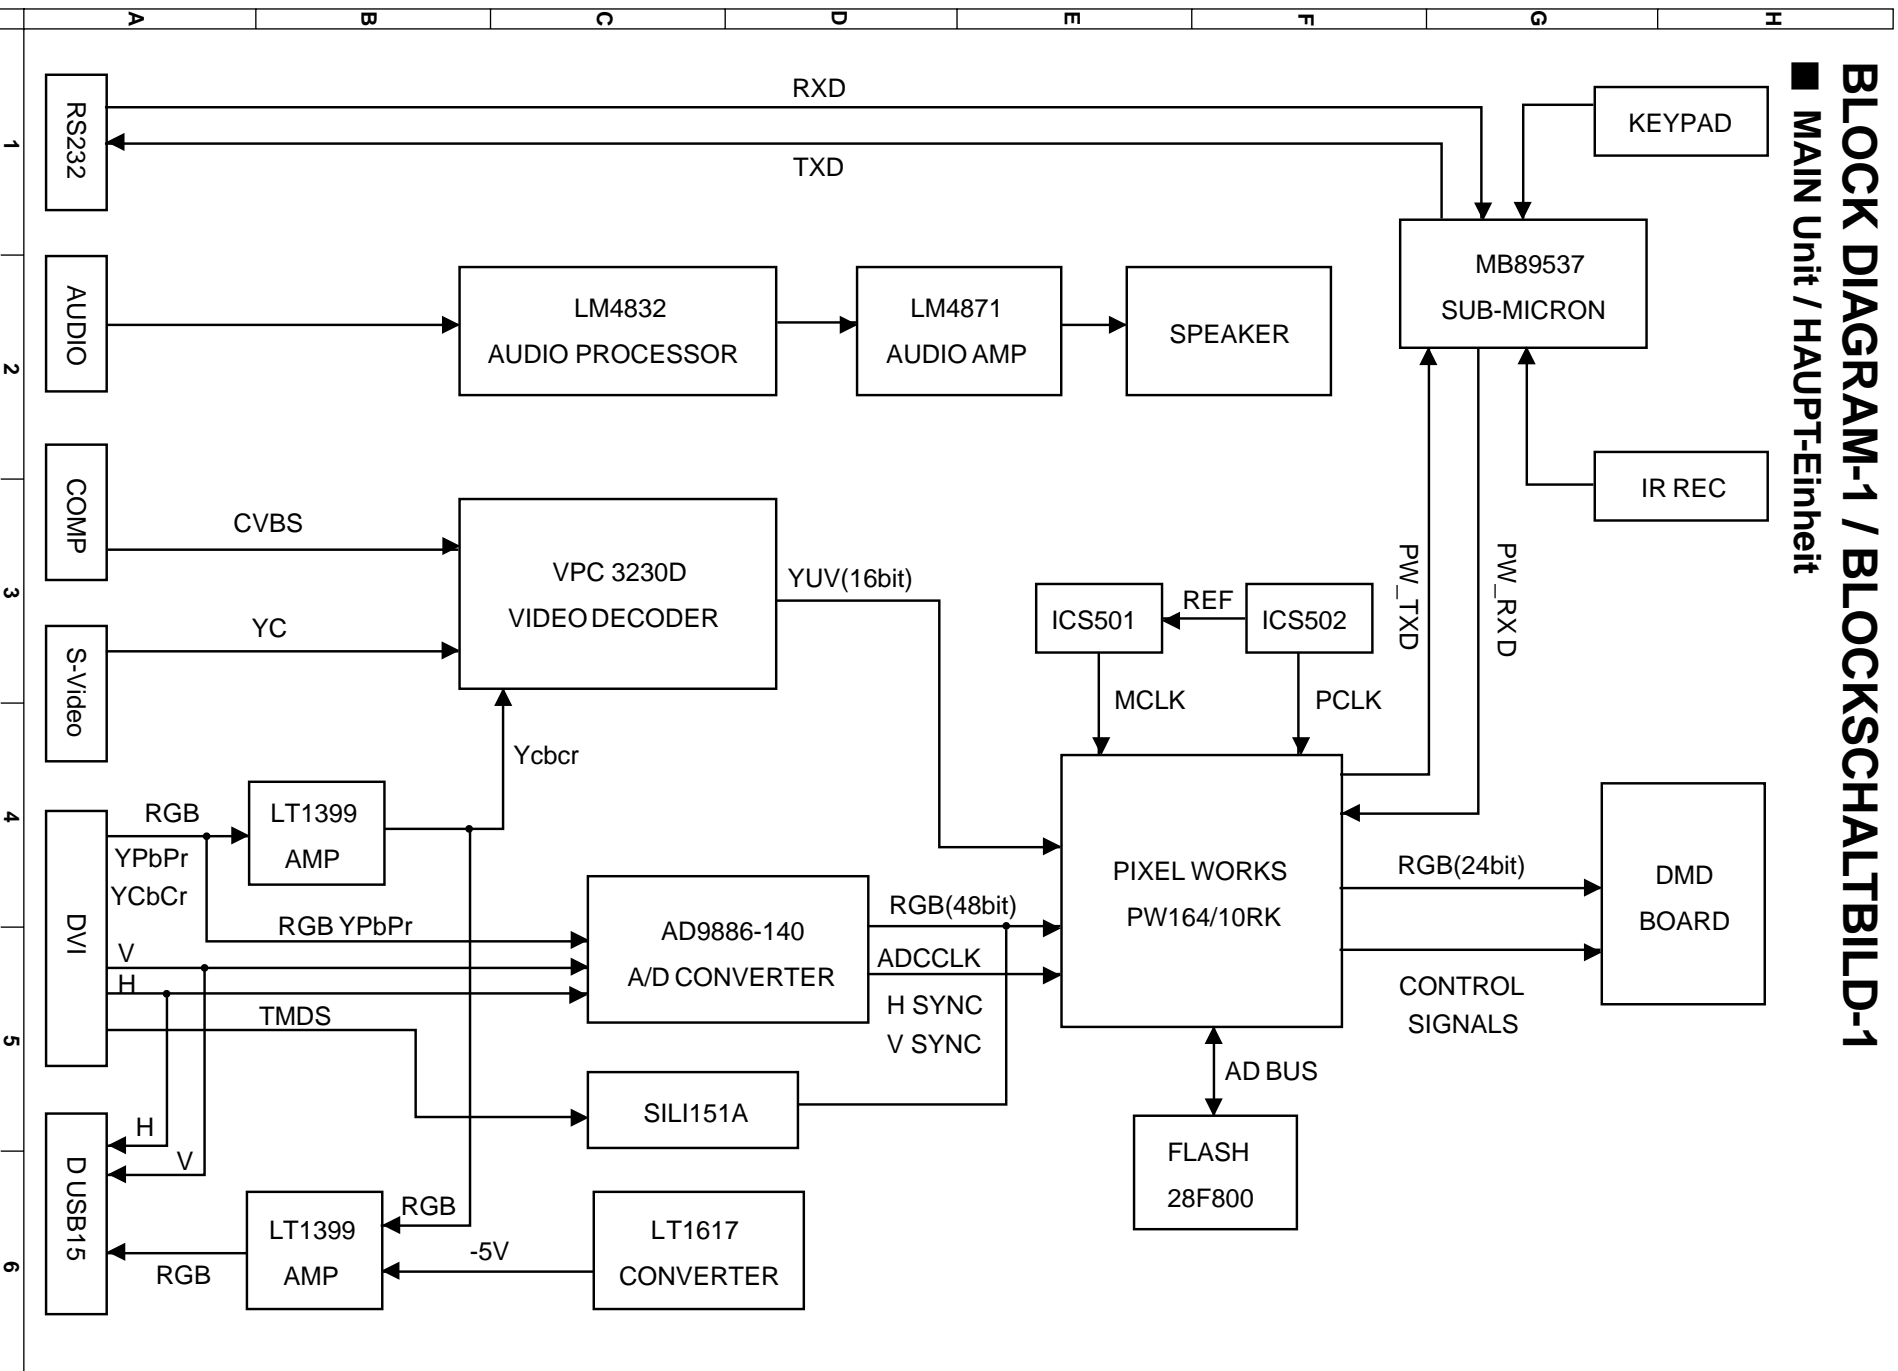 BLOCK DIAGRAM-1 / BLOCKSCHALTBILD-1
■ MAIN Unit / HAUPT-Einheit
A
B
C
D
E
F
G
H
1
2
3
4
5
6
RS232
RXD
TXD
KEYPAD
MB89537
SUB-MICRON
IR REC
AUDIO
LM4832
AUDIO PROCESSOR
LM4871
AUDIO AMP
SPEAKER
COMP
CVBS
VPC 3230D
VIDEO DECODER
YUV(16bit)
S-Video
YC
Ycbcr
ICS501
REF
ICS502
MCLK
PCLK
PW_TXD
PW_RX D
DVI
RGB
YPbPr
YCbCr
LT1399
AMP
RGB YPbPr
V
H
TMDS
AD9886-140
A/D CONVERTER
RGB(48bit)
ADCCLK
H SYNC
V SYNC
PIXEL WORKS
PW164/10RK
RGB(24bit)
CONTROL
SIGNALS
DMD
BOARD
SILI151A
AD BUS
FLASH
28F800
D USB15
H
V
RGB
LT1399
AMP
RGB
-5V
LT1617
CONVERTER